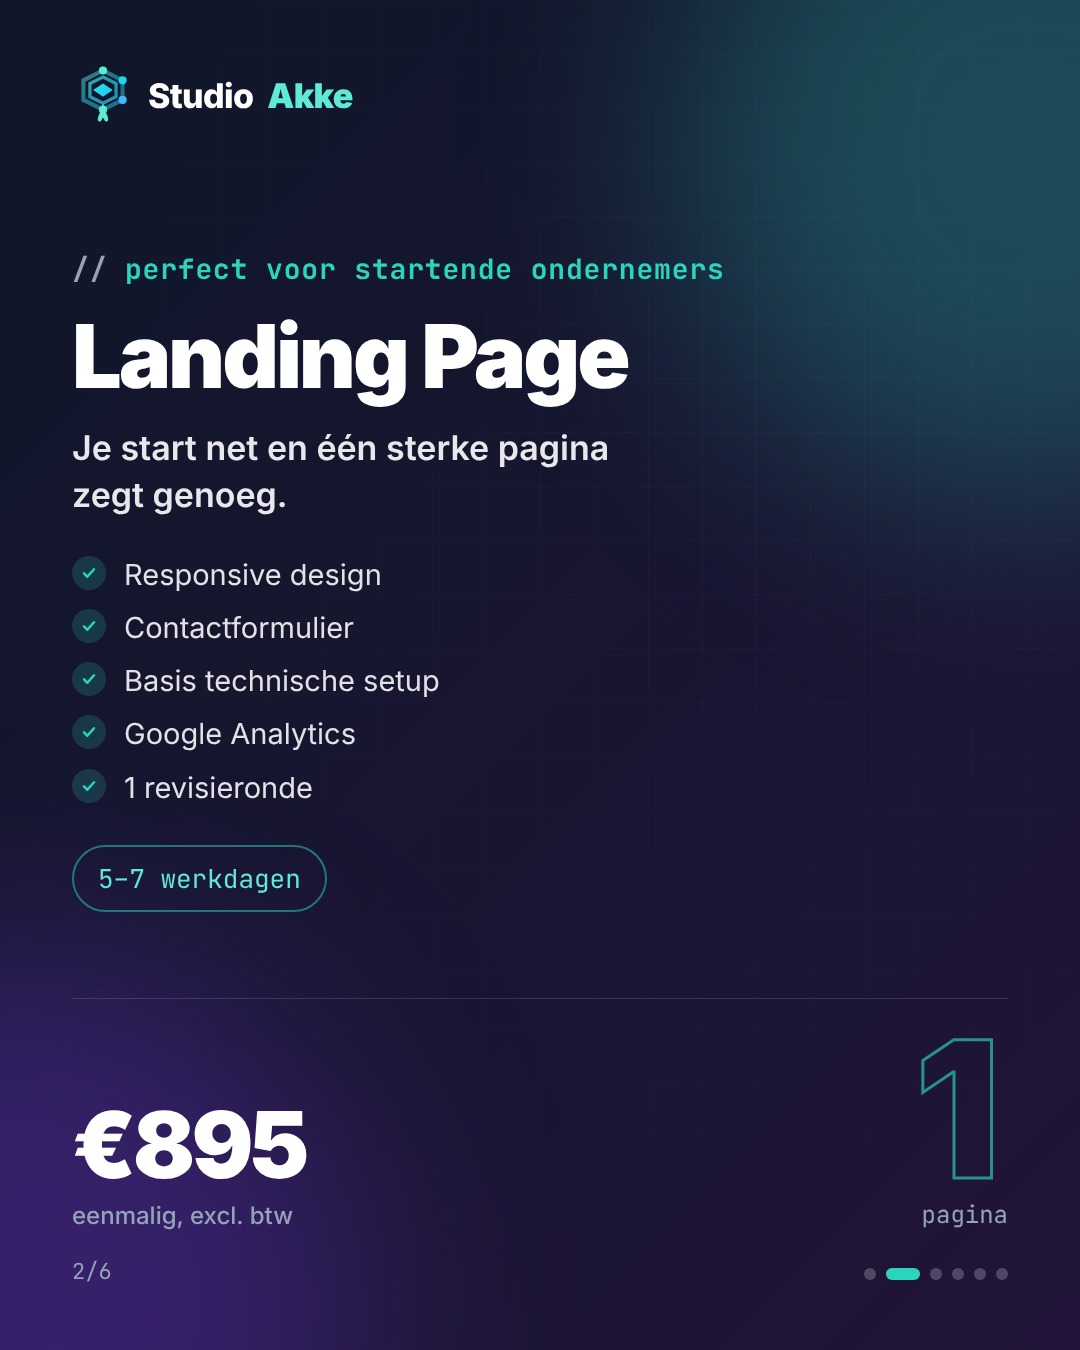 Studio Akke
// perfect voor startende ondernemers
Landing Page
Je start net en één sterke pagina
zegt genoeg.
Responsive design
Contactformulier
Basis technische setup
Google Analytics
1 revisieronde
5–7 werkdagen
€895
eenmalig, excl. btw
1
pagina
2/6